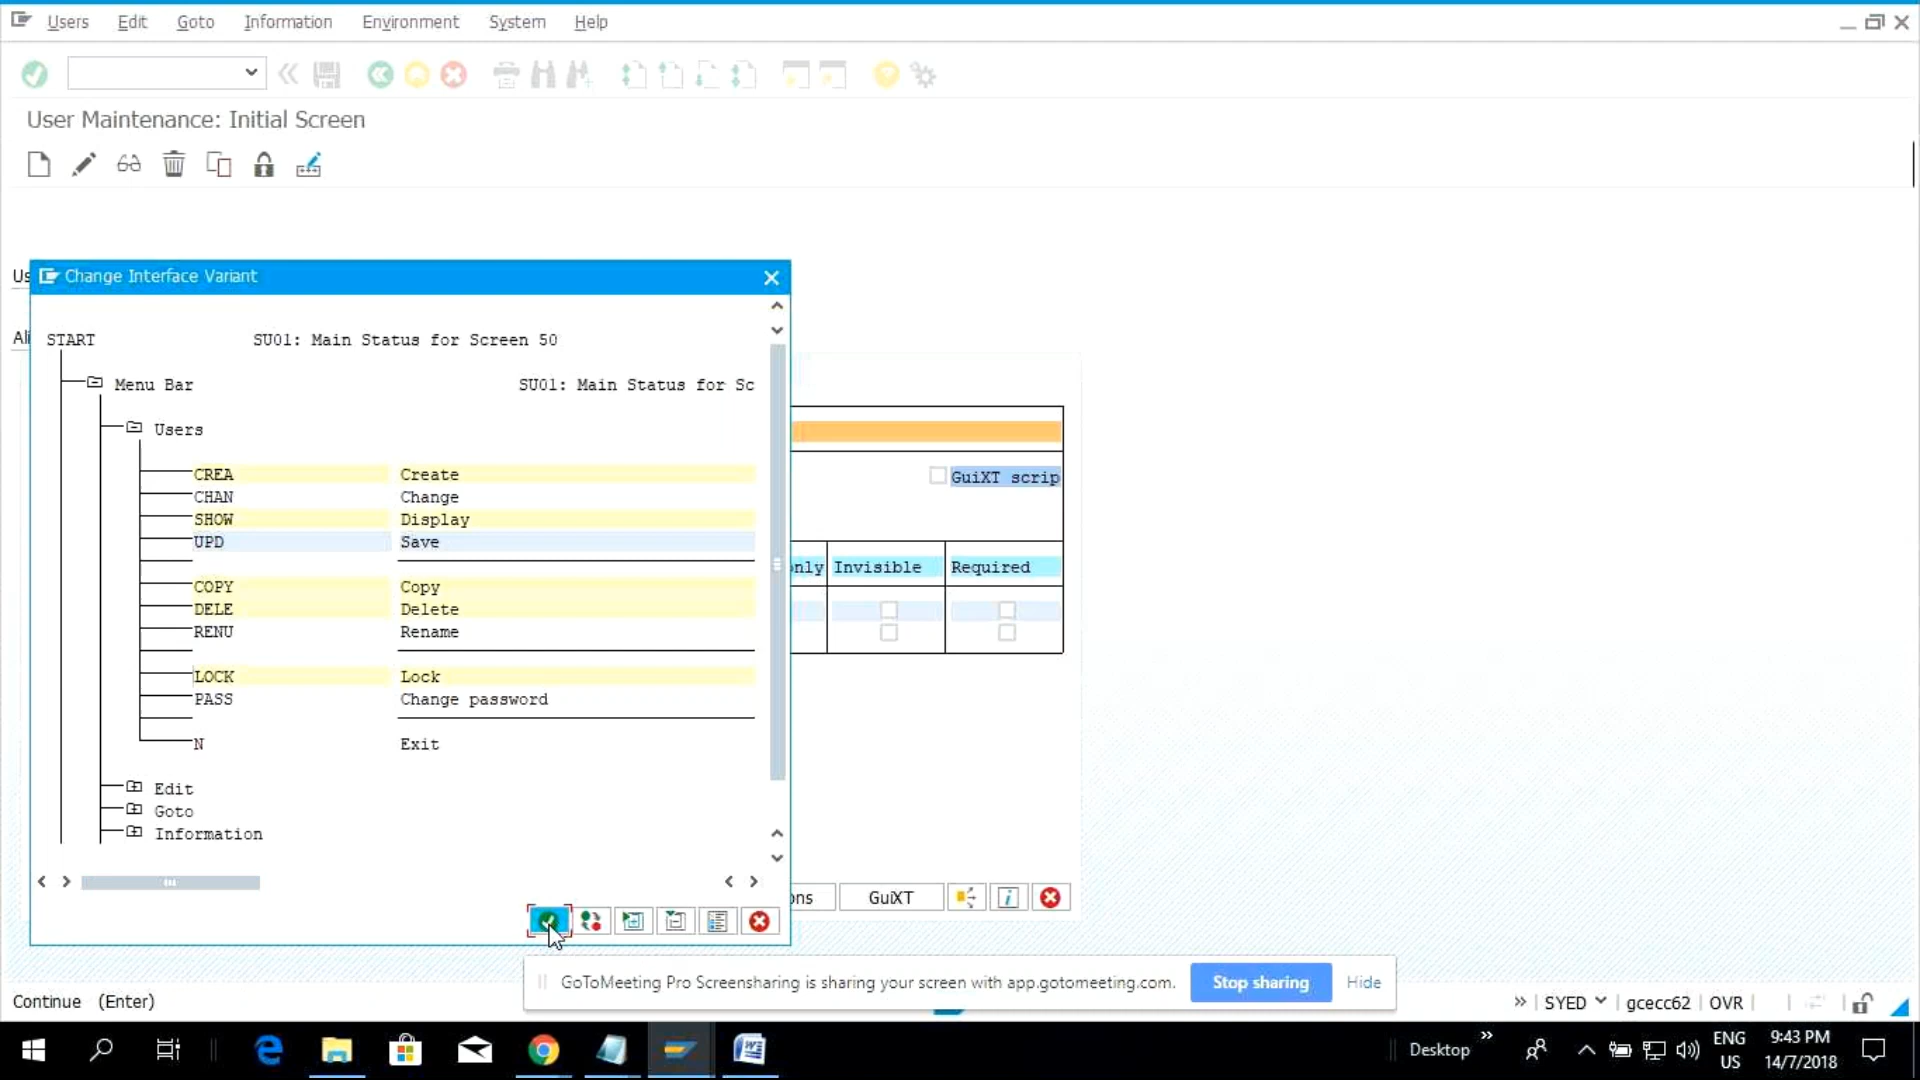 Users Edit Goto Information Environment System Help
User Maintenance: Initial Screen
Us
Change Interface Variant
Ali
START SU01: Main Status for Screen 50
Menu Bar SU01: Main Status for Sc
Users
CREA Create
GuiXT scrip
CHAN Change
SHOW Display
UPD Save
nly Invisible Required
COPY Copy
DELE Delete
RENU Rename
LOCK Lock
PASS Change password
N Exit
Edit
Goto
Information
ons GuiXT
GoToMeeting Pro Screensharing is sharing your screen with app.gotomeeting.com. Stop sharing Hide
Continue (Enter)
SYED gcecc62 OVR
Desktop
ENG
US
9:43 PM
14/7/2018